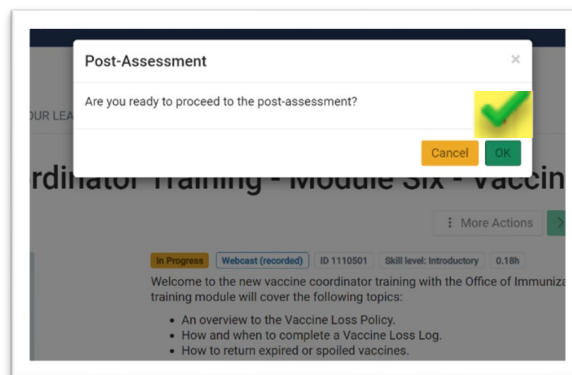 Post-Assessment ×
Are you ready to proceed to the post-assessment?
Cancel OK
OUR LEA
rdinator Training - Module Six - Vaccin
More Actions
In Progress Webcast (recorded) ID 1110501 Skill level: Introductory 0.18h
Welcome to the new vaccine coordinator training with the Office of Immuniza
training module will cover the following topics:
• An overview to the Vaccine Loss Policy.
• How and when to complete a Vaccine Loss Log.
• How to return expired or spoiled vaccines.